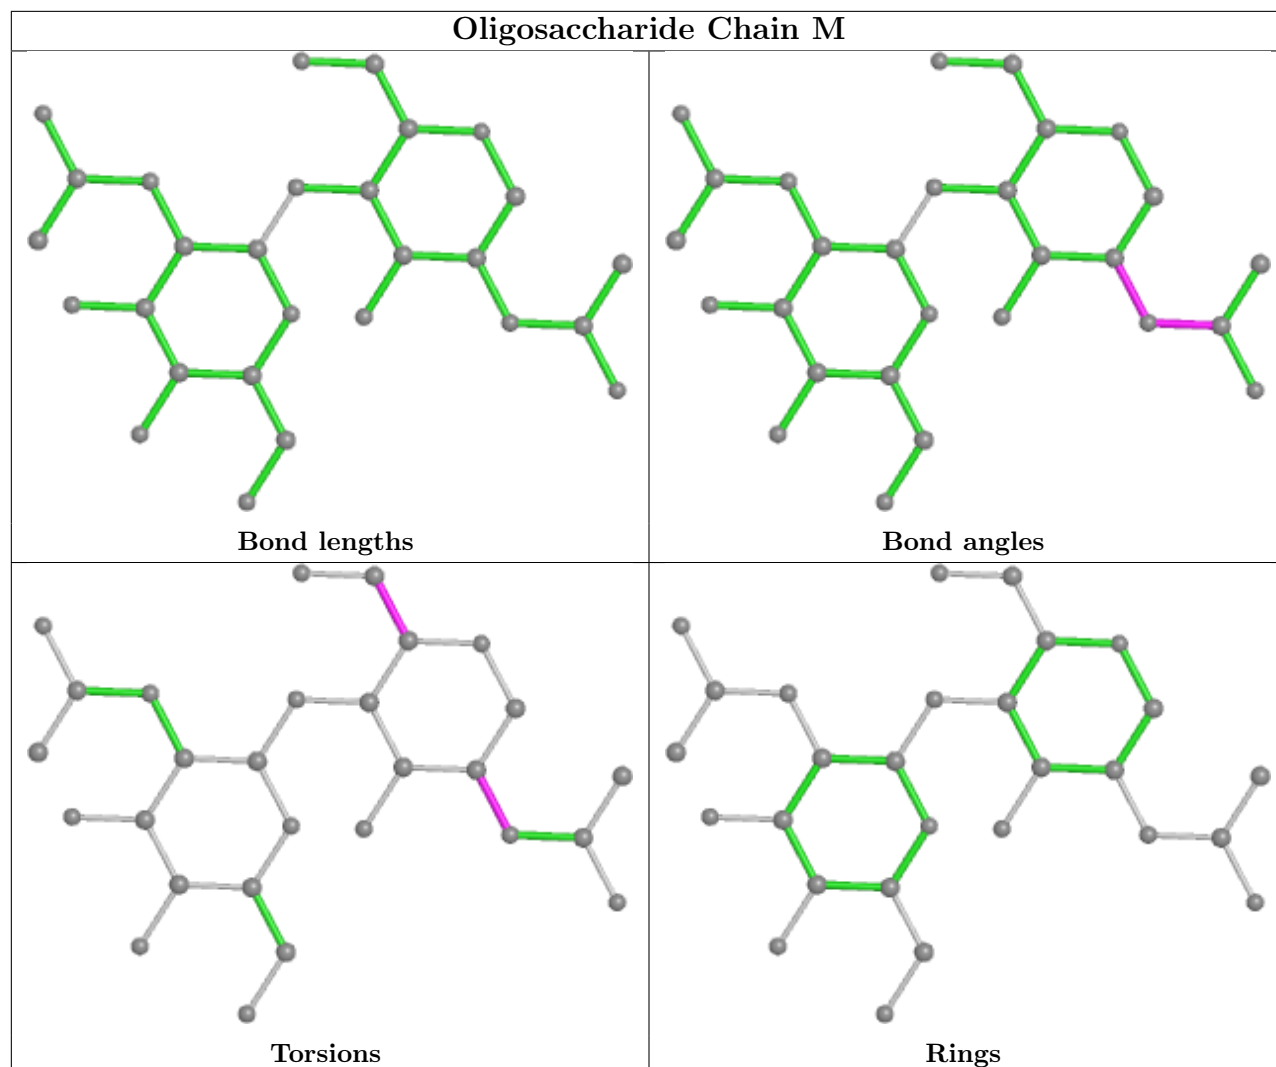 Oligosaccharide Chain M
Bond lengths
Bond angles
Torsions
Rings